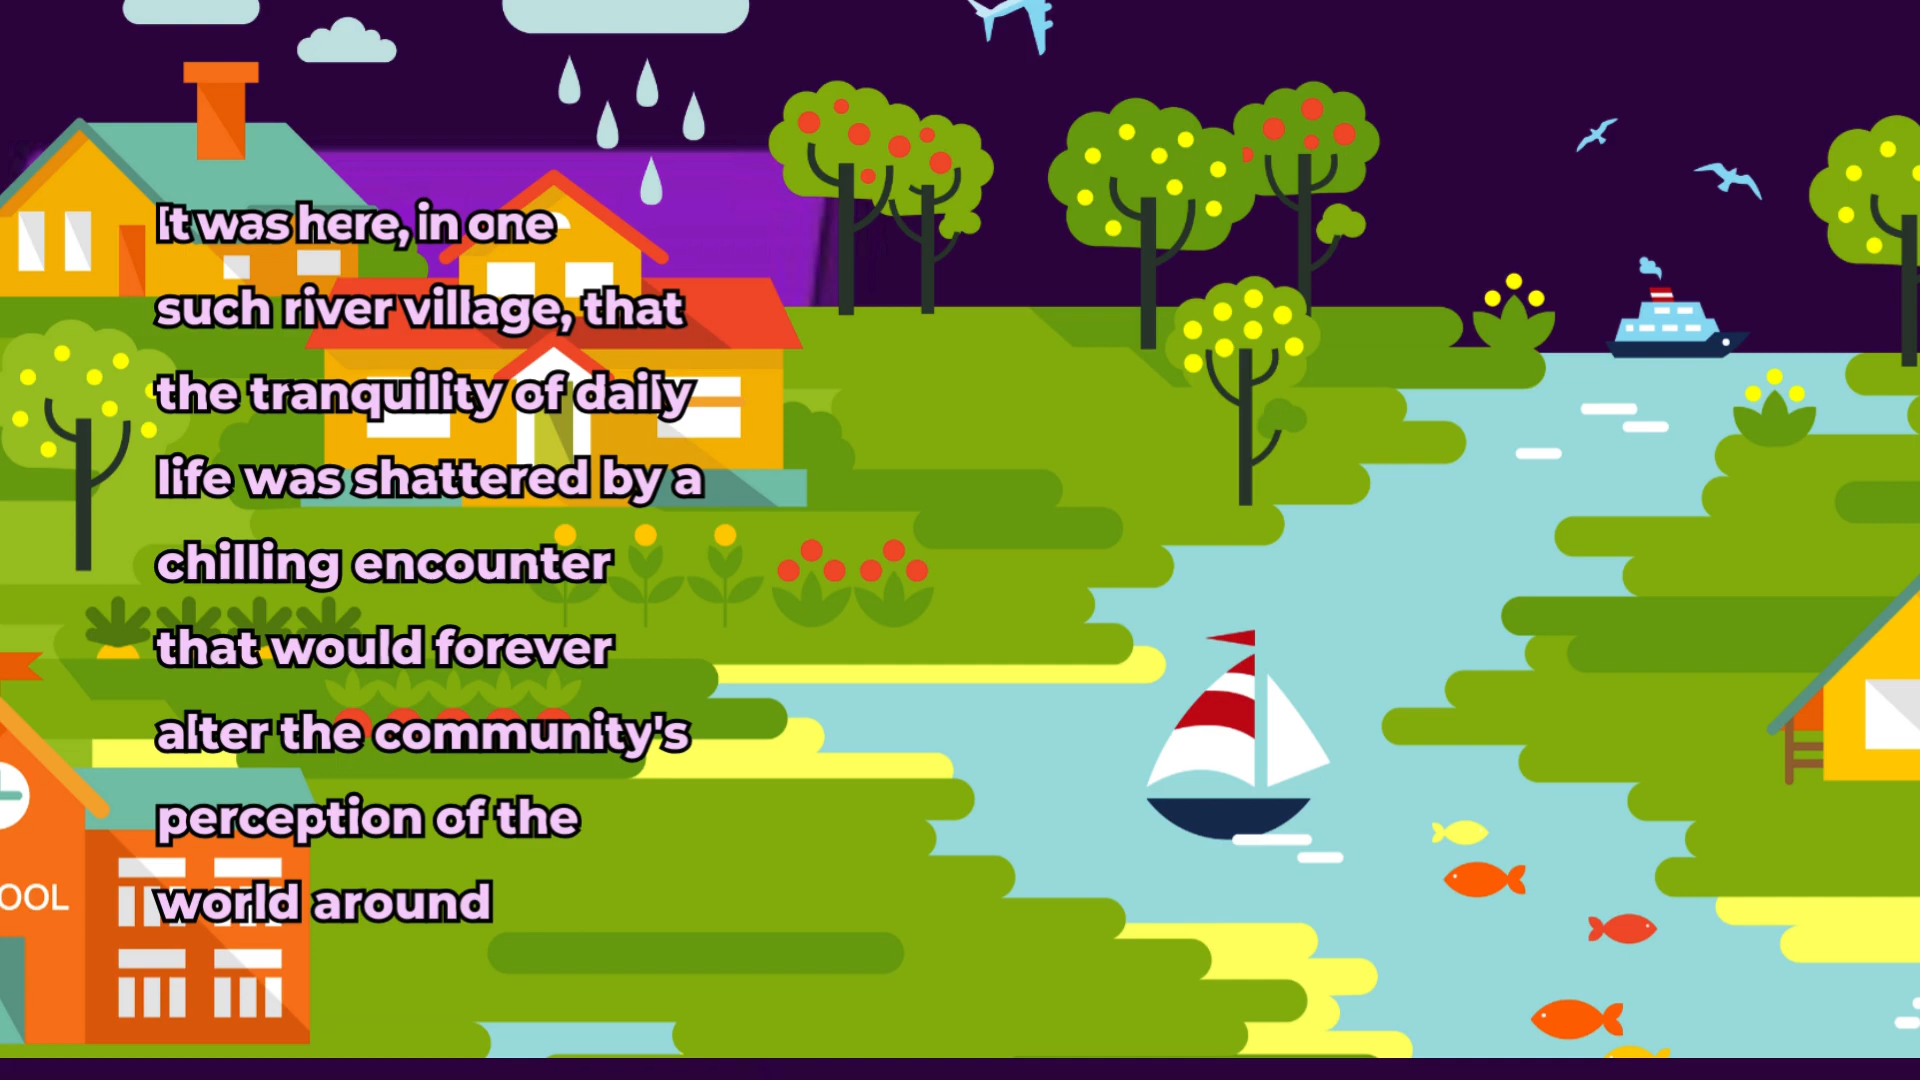 It was here, in one
such river village, that
the tranquility of daily
life was shattered by a
chilling encounter
that would forever
alter the community's
perception of the
world around
OOL